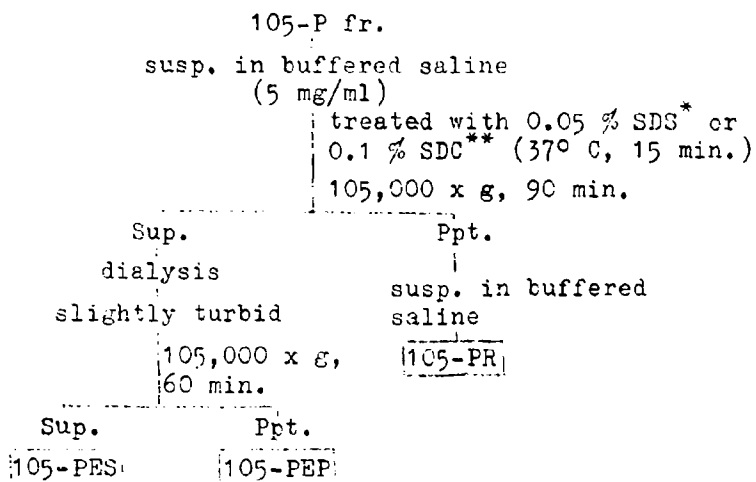 105-P fr.
susp. in buffered saline
(5 mg/ml)
treated with 0.05 % SDS* or
0.1 % SDC** (37° C, 15 min.)
105,000 x g, 90 min.
Sup.
Ppt.
dialysis
slightly turbid
susp. in buffered
saline
105,000 x g,
60 min.
105-PR
Sup.
Ppt.
105-PES
105-PEP